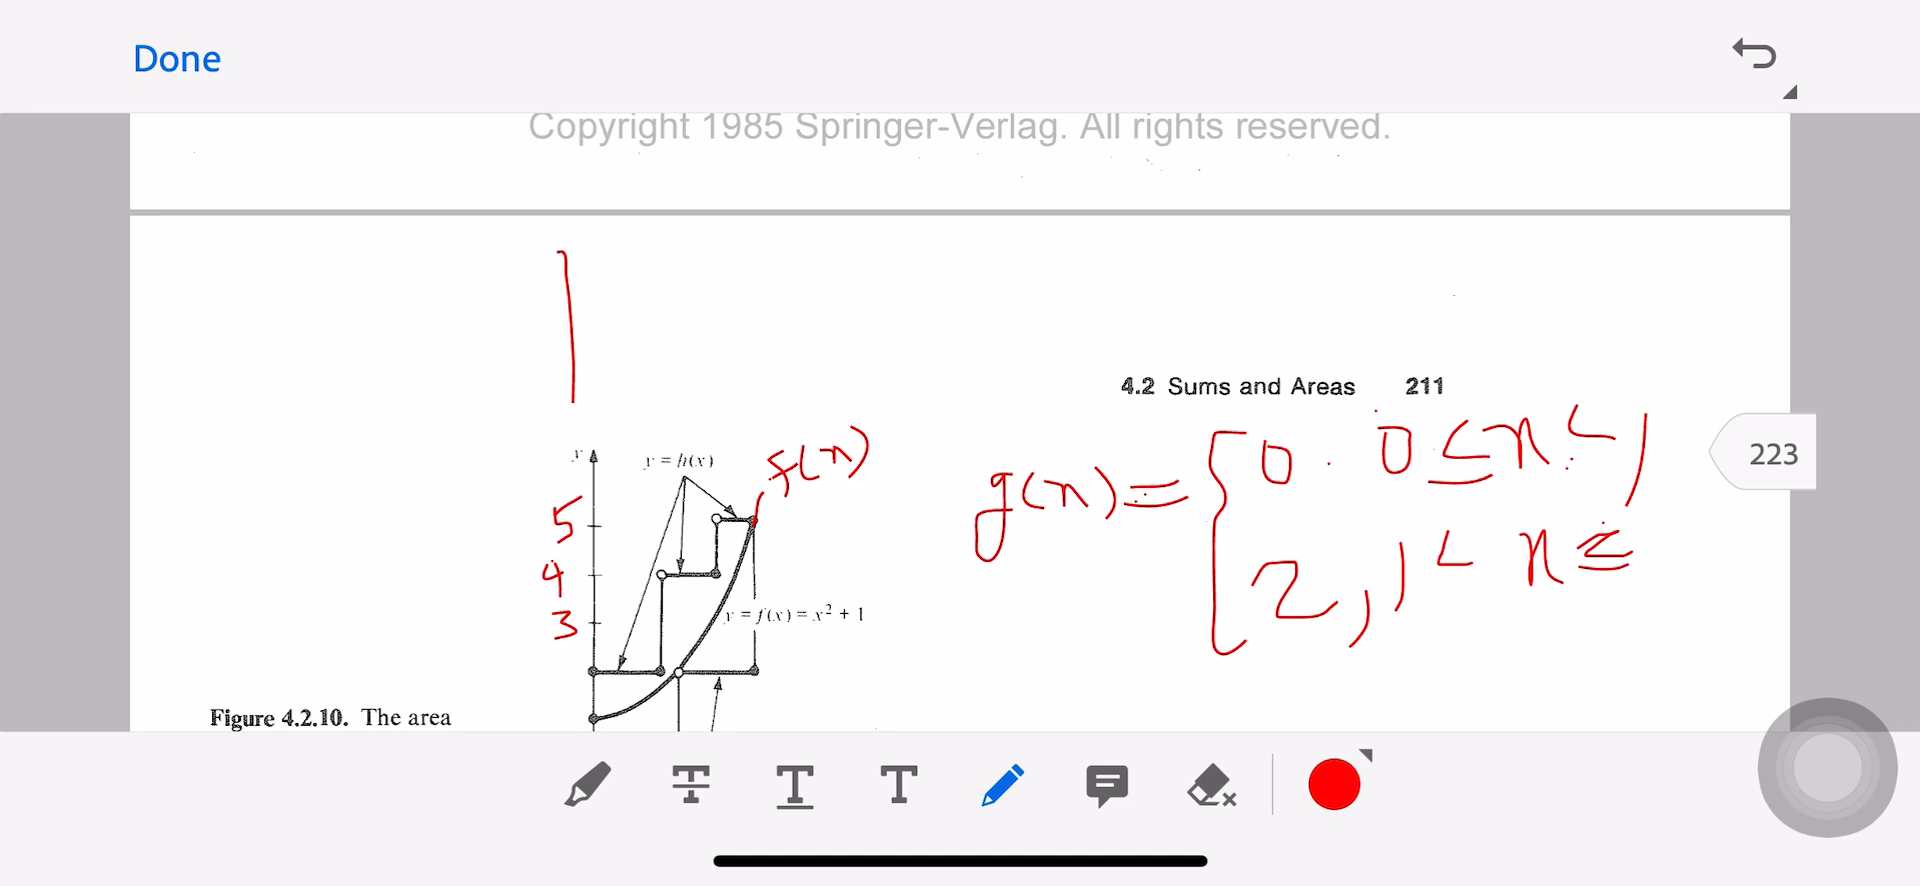 Done
Copyright 1985 Springer-Verlag. All rights reserved.
4.2 Sums and Areas 211
223
y
y = h(x)
f(x)
5
4
3
y = f(x) = x² + 1
g(x) = { 0 . 0 ≤ x < 1
2, 1 < x ≤
Figure 4.2.10. The area
T T T